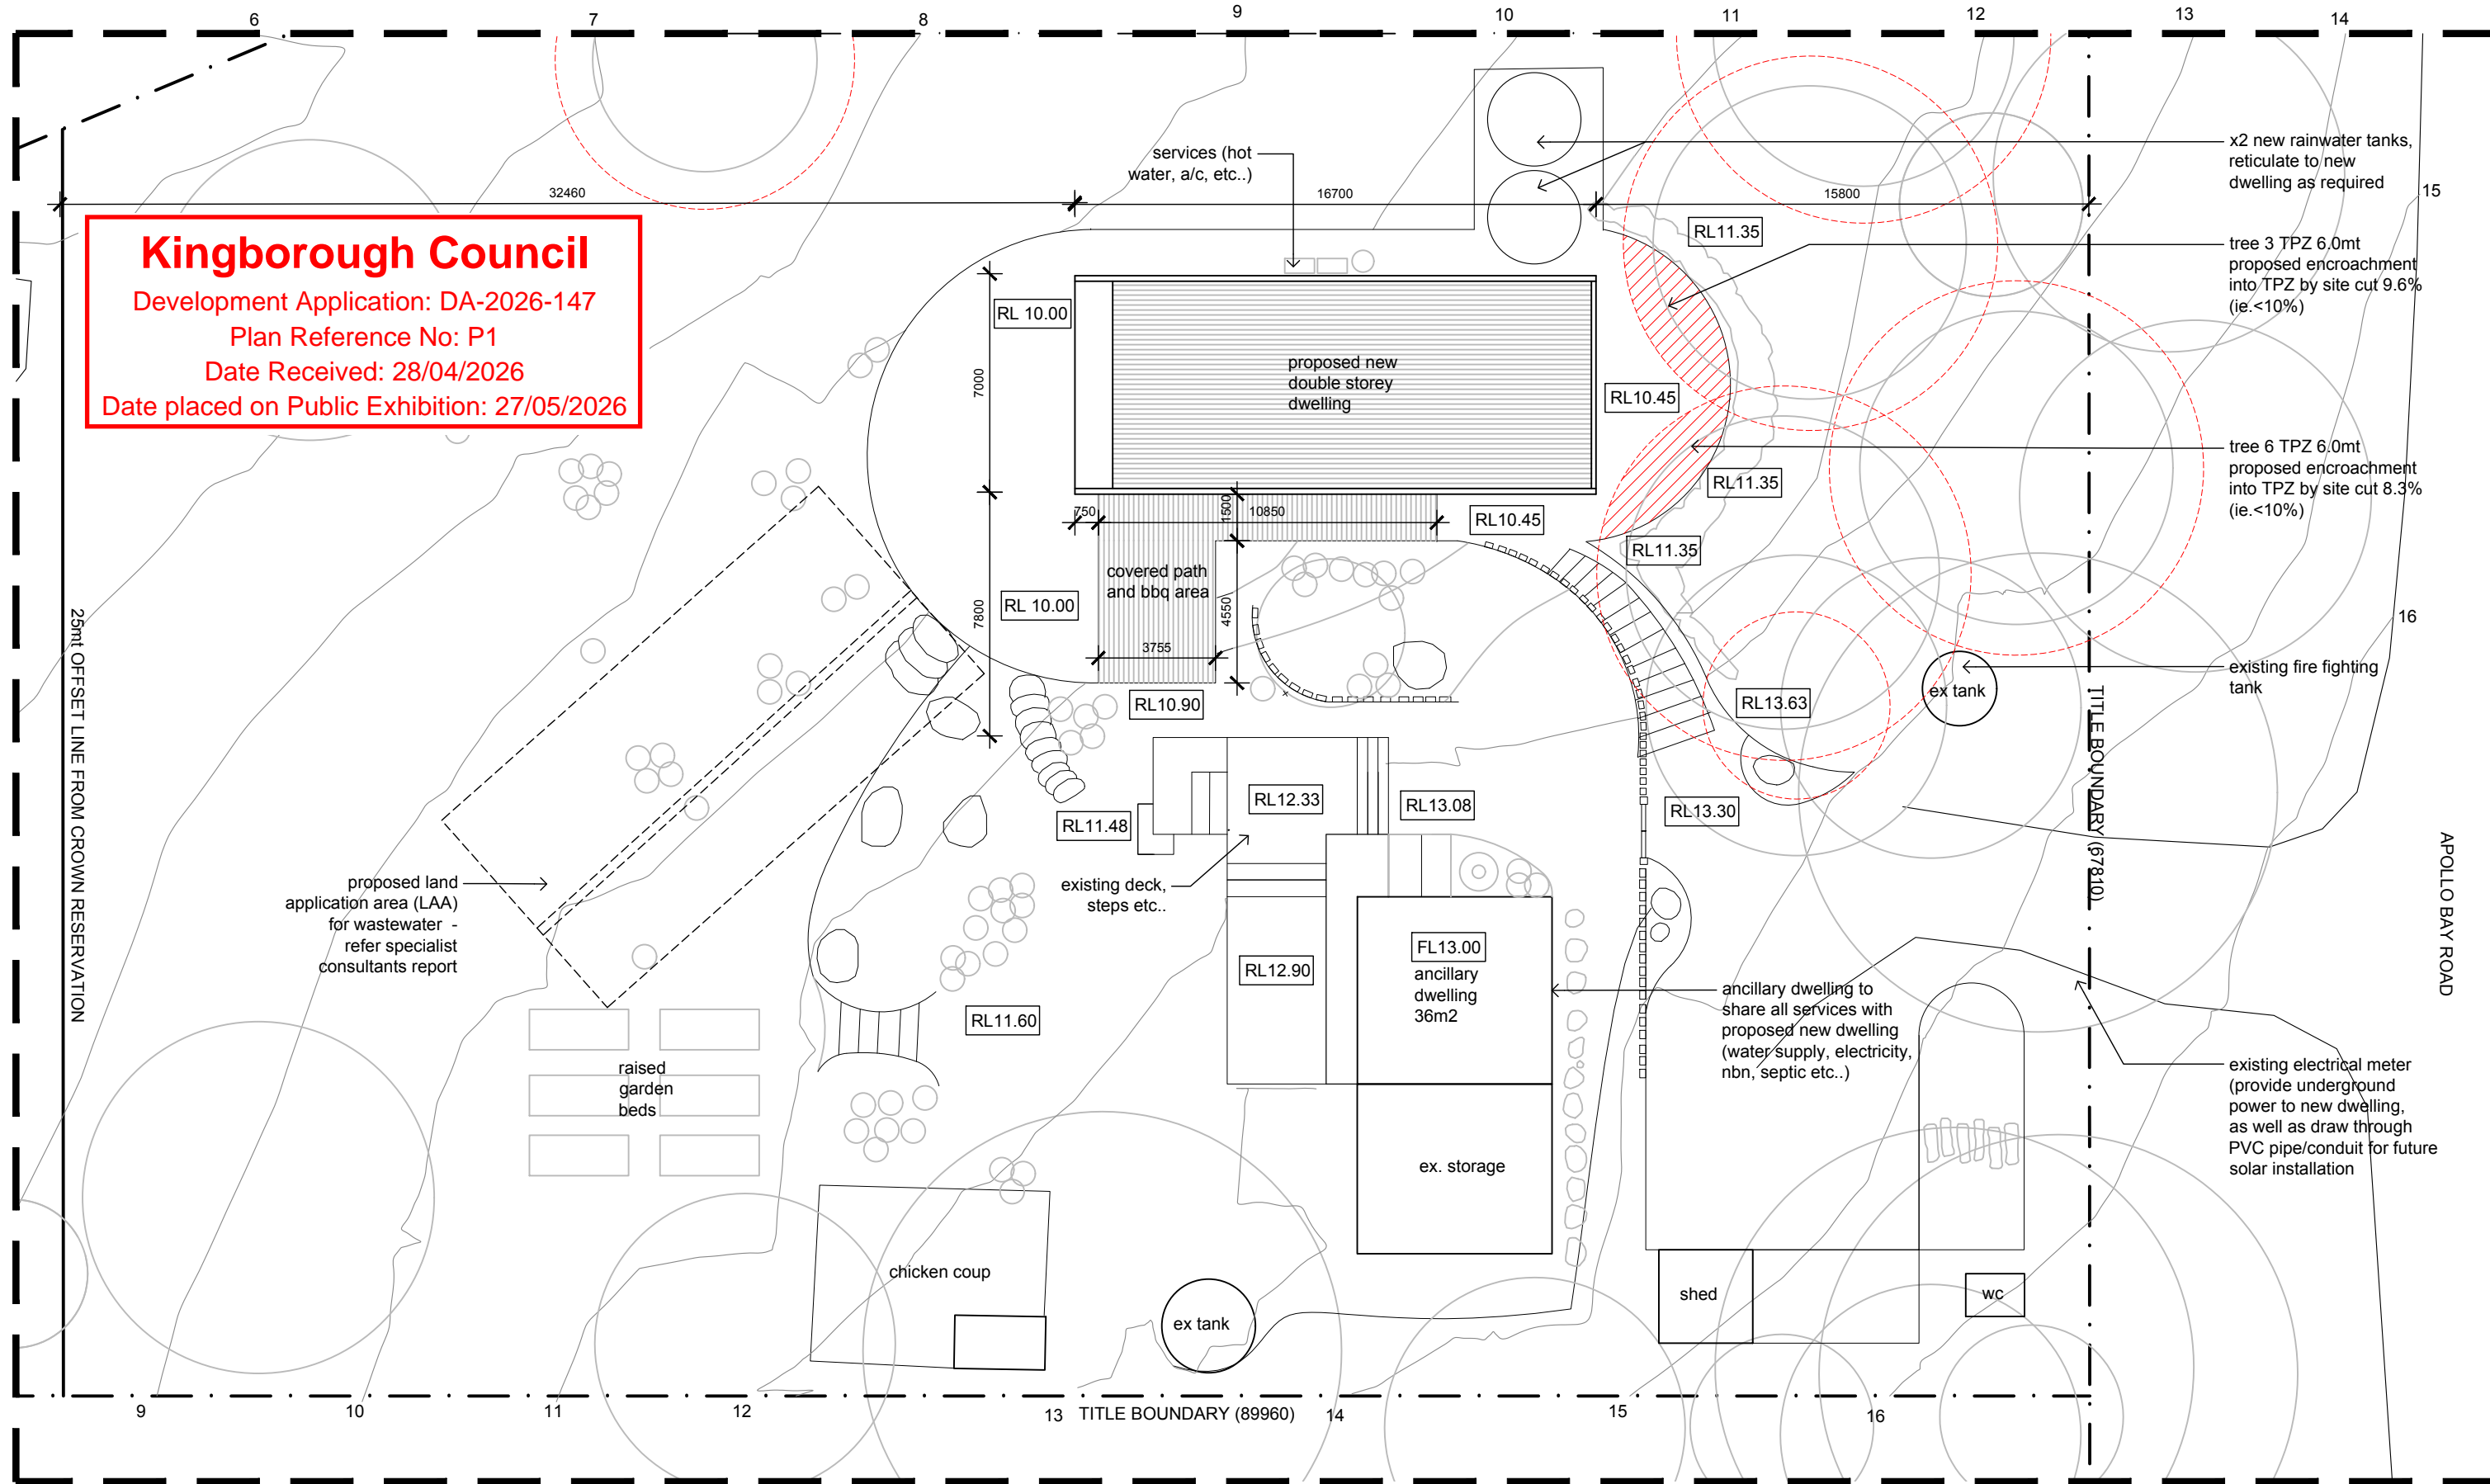 6 7 8 9 10 11 12 13 14
Kingborough Council
Development Application: DA-2026-147
Plan Reference No: P1
Date Received: 28/04/2026
Date placed on Public Exhibition: 27/05/2026
32460
16700
15800
services (hot
water, a/c, etc..)
x2 new rainwater tanks,
reticulate to new
dwelling as required
15
RL11.35
tree 3 TPZ 6.0mt
proposed encroachment
into TPZ by site cut 9.6%
(ie.<10%)
RL 10.00
7000
proposed new
double storey
dwelling
RL10.45
tree 6 TPZ 6.0mt
proposed encroachment
into TPZ by site cut 8.3%
(ie.<10%)
RL11.35
750
1500
10850
RL10.45
RL11.35
covered path
and bbq area
RL 10.00
7800
4550
3755
16
existing fire fighting
tank
ex tank
RL10.90
RL13.63
25mt OFFSET LINE FROM CROWN RESERVATION
TITLE BOUNDARY (67810)
APOLLO BAY ROAD
RL12.33
RL13.08
RL13.30
RL11.48
existing deck,
steps etc..
proposed land
application area (LAA)
for wastewater -
refer specialist
consultants report
FL13.00
ancillary
dwelling
36m2
RL12.90
RL11.60
ancillary dwelling to
share all services with
proposed new dwelling
(water supply, electricity,
nbn, septic etc..)
existing electrical meter
(provide underground
power to new dwelling,
as well as draw through
PVC pipe/conduit for future
solar installation
raised
garden
beds
ex. storage
chicken coup
ex tank
shed
wc
9 10 11 12 13 TITLE BOUNDARY (89960) 14 15 16